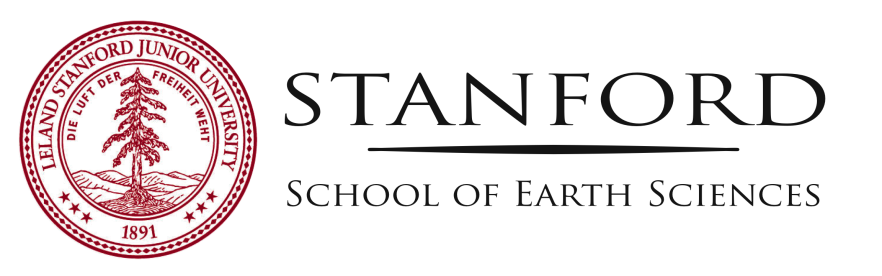 LELAND STANFORD JUNIOR UNIVERSITY
DIE LUFT DER FREIHEIT WEHT
1891
STANFORD
SCHOOL OF EARTH SCIENCES